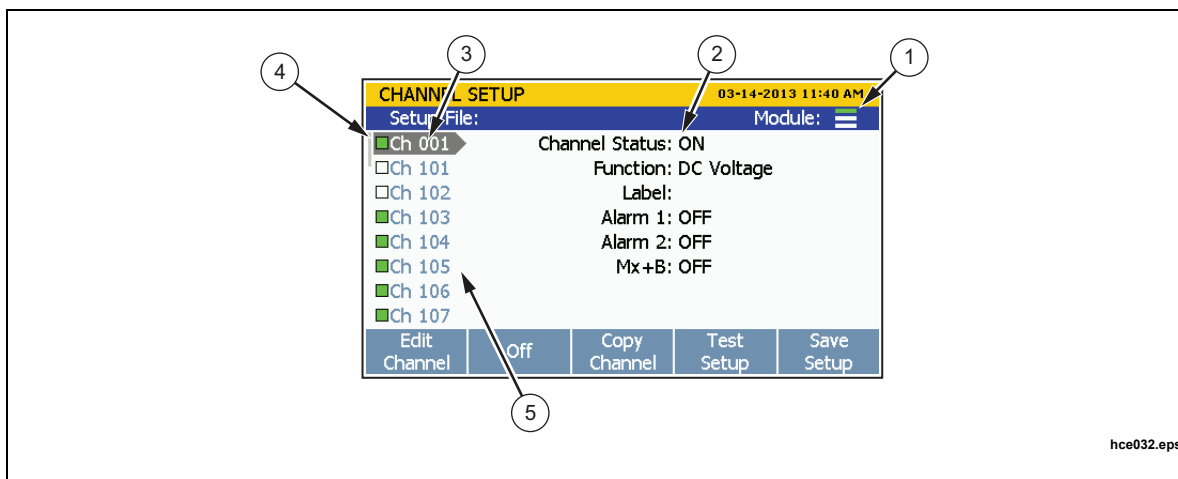 4
3
2
1
CHANNEL SETUP 03-14-2013 11:40 AM
Setup File: Module:
Ch 001 Channel Status: ON
Ch 101 Function: DC Voltage
Ch 102 Label:
Ch 103 Alarm 1: OFF
Ch 104 Alarm 2: OFF
Ch 105 Mx+B: OFF
Ch 106
Ch 107
Edit Channel
Off
Copy Channel
Test Setup
Save Setup
5
hce032.eps